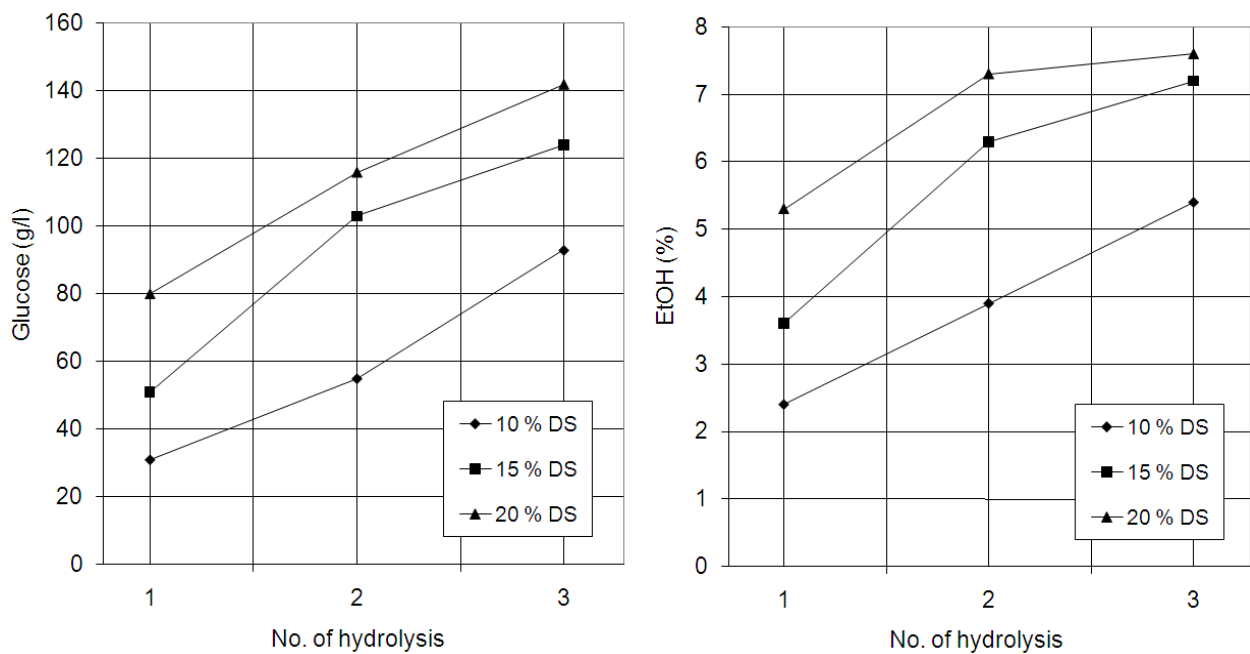 160
140
120
100
80
60
40
20
0
Glucose (g/l)
1 2 3
No. of hydrolysis
10 % DS
15 % DS
20 % DS
8
7
6
5
4
3
2
1
0
EtOH (%)
1 2 3
No. of hydrolysis
10 % DS
15 % DS
20 % DS